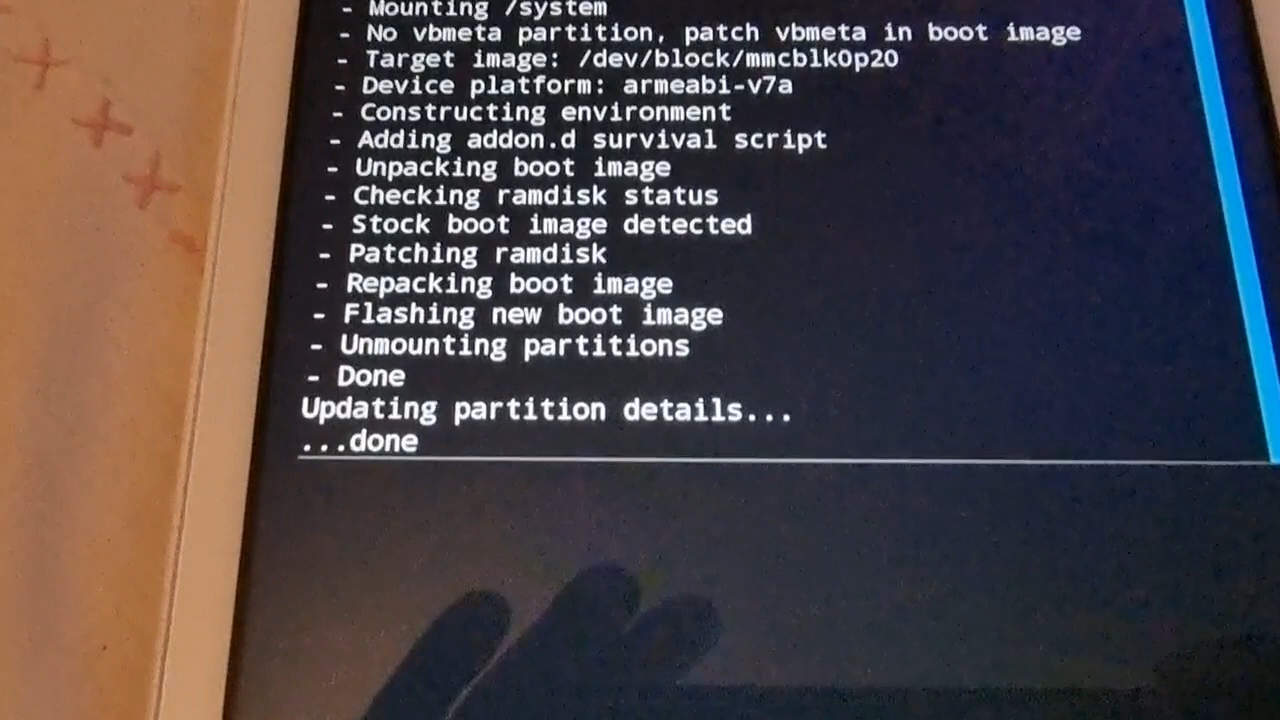 - Mounting /system
- No vbmeta partition, patch vbmeta in boot image
- Target image: /dev/block/mmcblk0p20
- Device platform: armeabi-v7a
- Constructing environment
- Adding addon.d survival script
- Unpacking boot image
- Checking ramdisk status
- Stock boot image detected
- Patching ramdisk
- Repacking boot image
- Flashing new boot image
- Unmounting partitions
- Done
Updating partition details...
...done